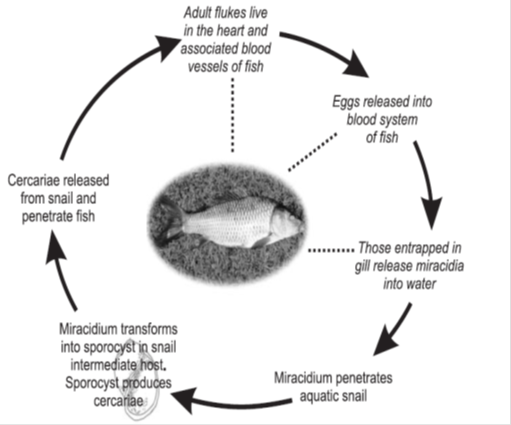 Adult flukes live
in the heart and
associated blood
vessels of fish
Eggs released into
blood system
of fish
Those entrapped in
gill release miracidia
into water
Miracidium penetrates
aquatic snail
Miracidium transforms
into sporocyst in snail
intermediate host.
Sporocyst produces
cercariae
Cercariae released
from snail and
penetrate fish